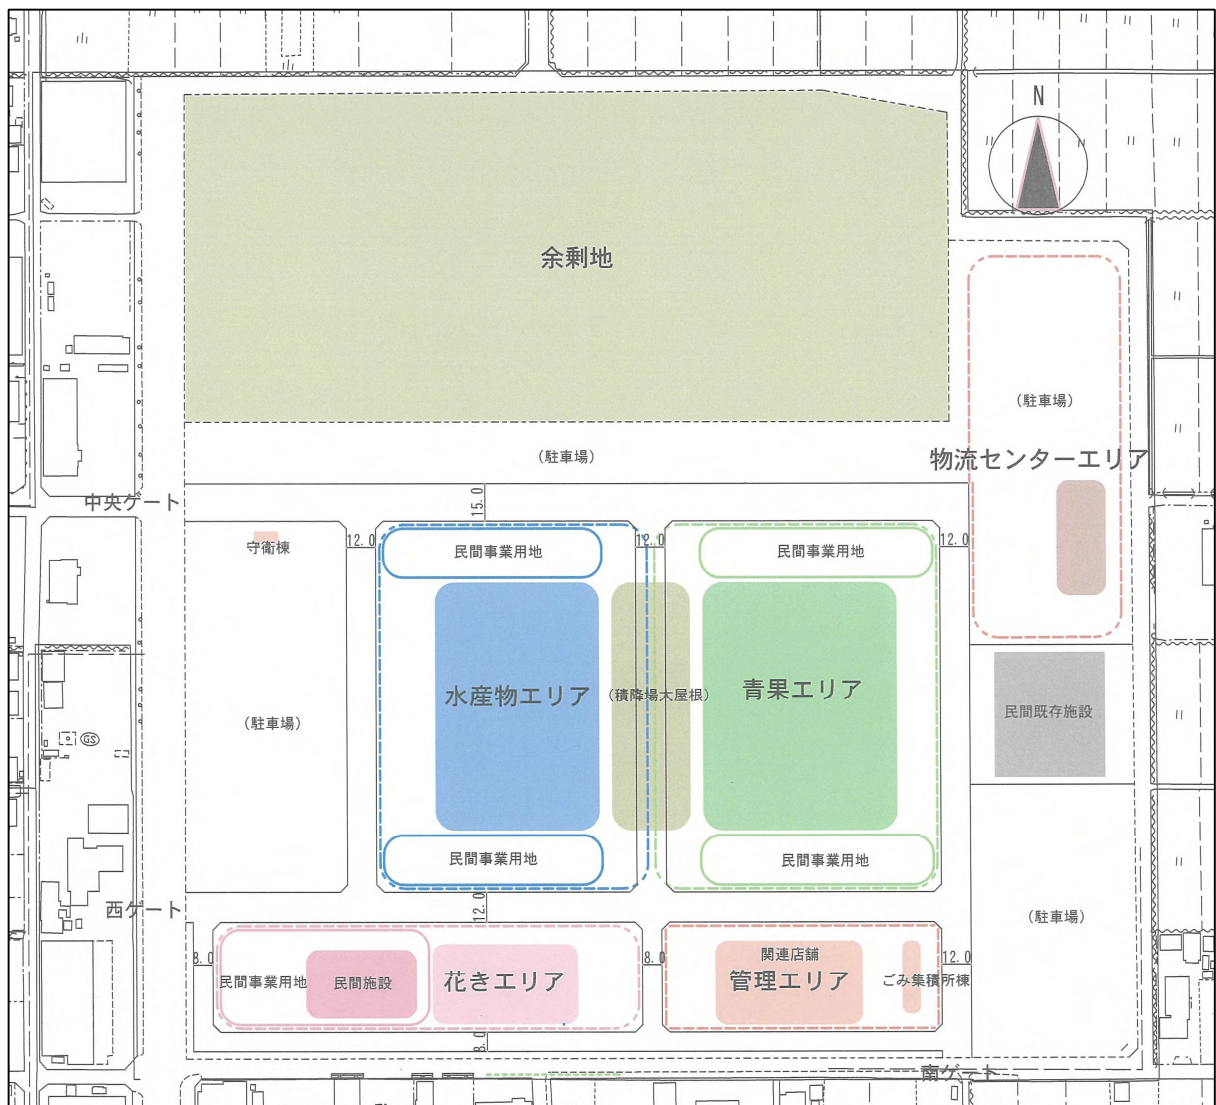 N
余剰地
（駐車場）
（駐車場）
物流センターエリア
中央ゲート
15.0
守衛棟
12.0
民間事業用地
12.0
民間事業用地
12.0
水産物エリア
（積降場大屋根）
青果エリア
民間既存施設
（駐車場）
GS
民間事業用地
民間事業用地
西ゲート
12.0
（駐車場）
8.0
民間事業用地
民間施設
花きエリア
8.0
関連店舗
管理エリア
ごみ集積所棟
12.0
8.0
南ゲート